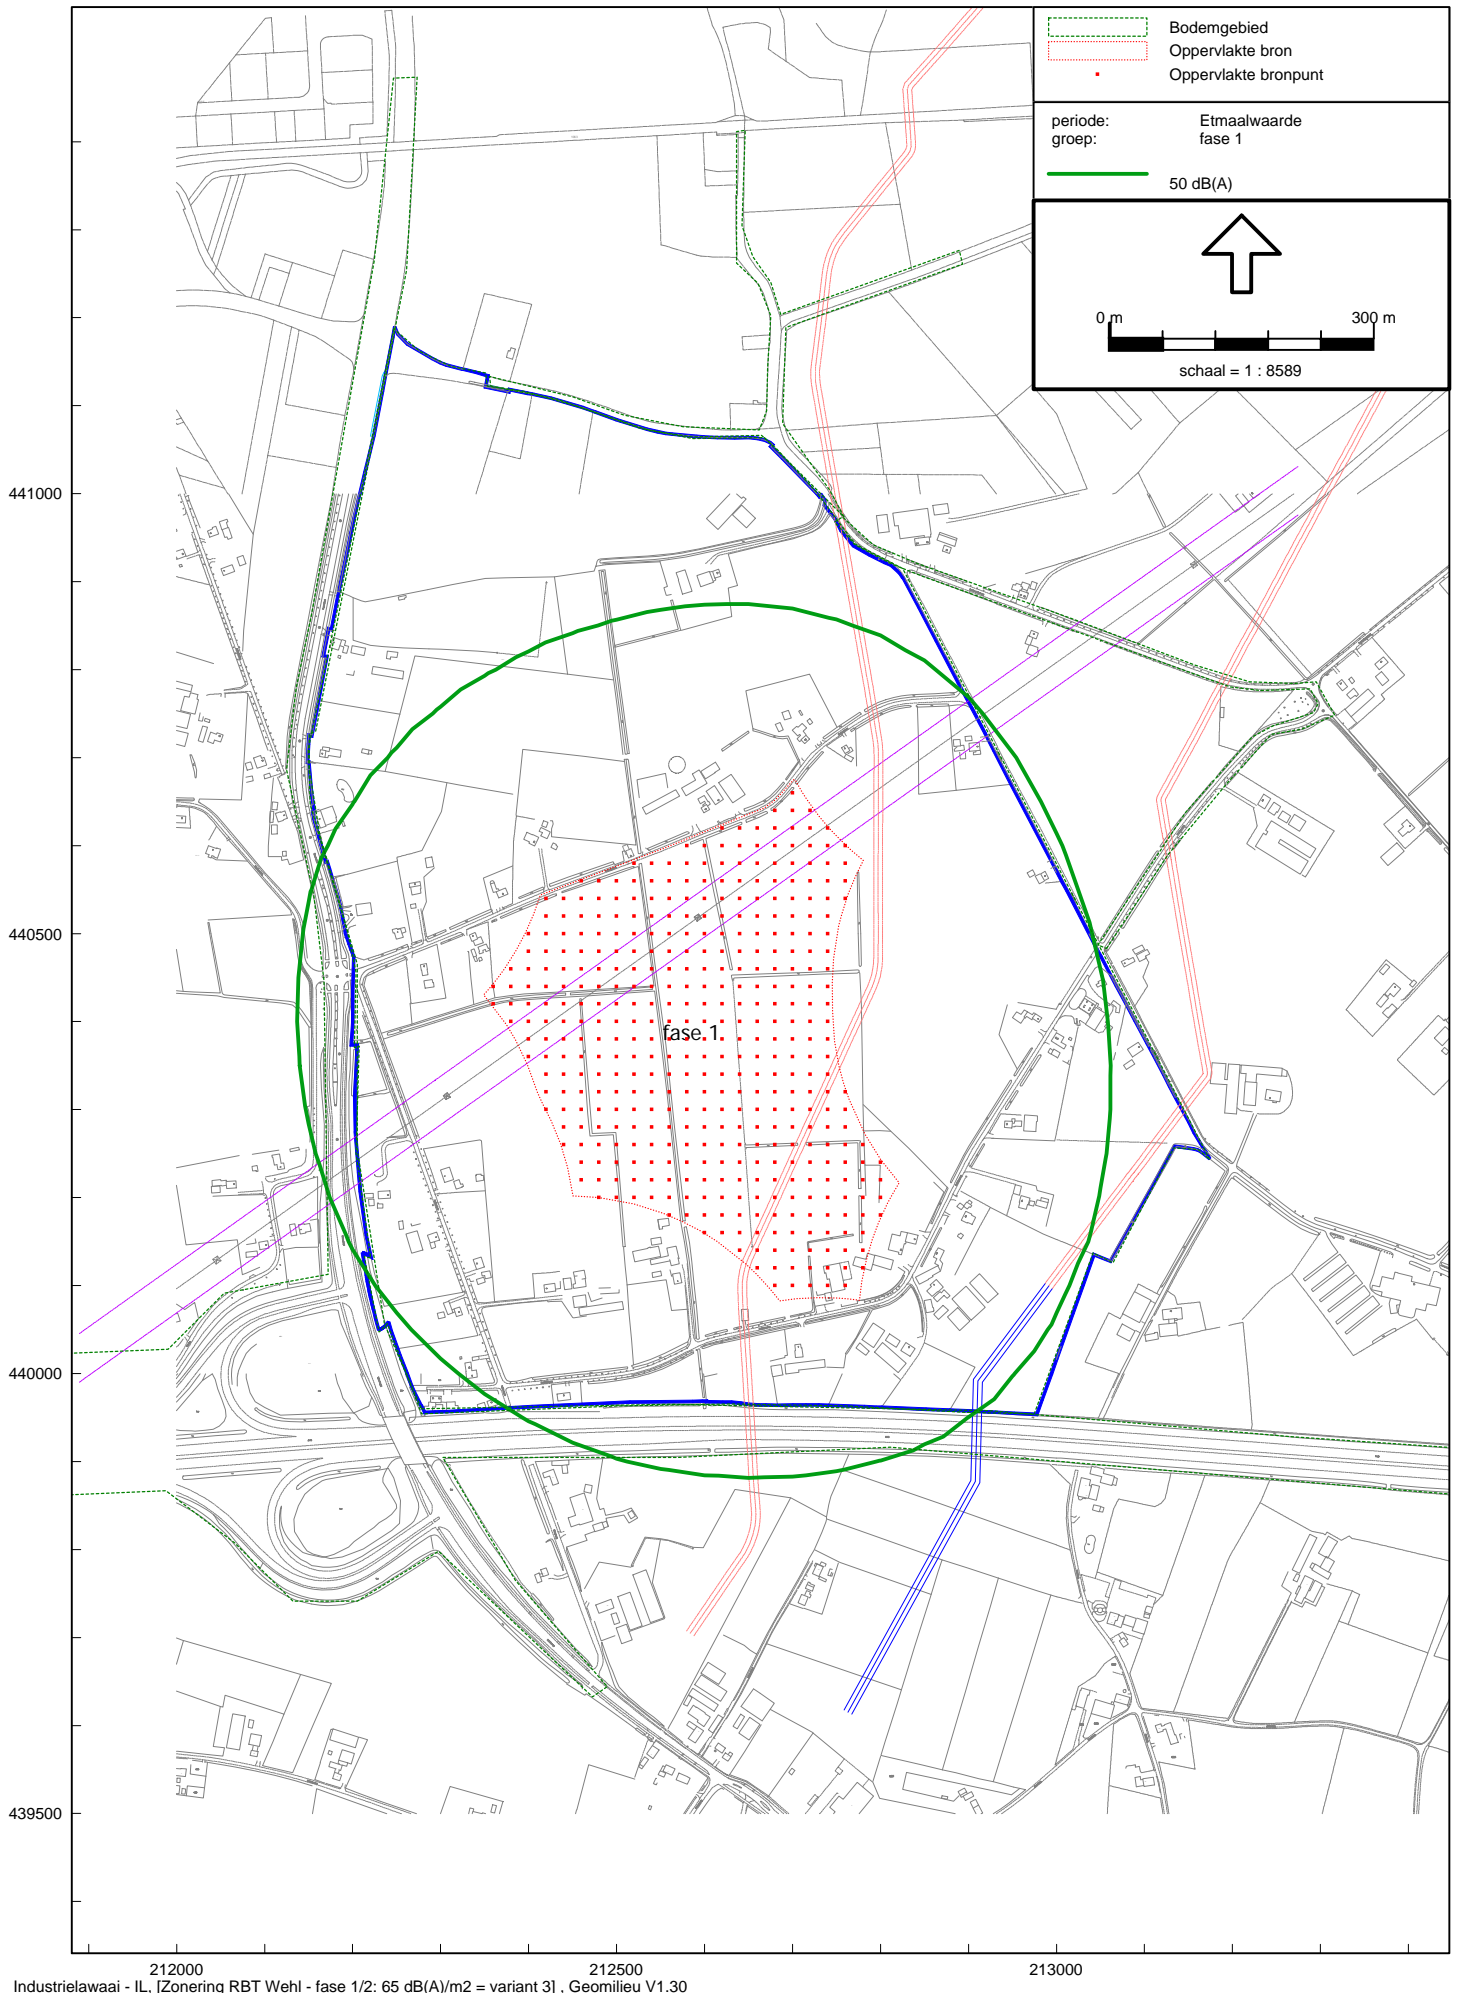 Bodemgebied
Oppervlakte bron
Oppervlakte bronpunt
periode: Etmaalwaarde
groep: fase 1
50 dB(A)
0 m 300 m
schaal = 1 : 8589
441000
440500
fase 1
440000
439500
212000 212500 213000
Industrielawaai - IL, [Zonering RBT Wehl - fase 1/2: 65 dB(A)/m2 = variant 3] , Geomilieu V1.30